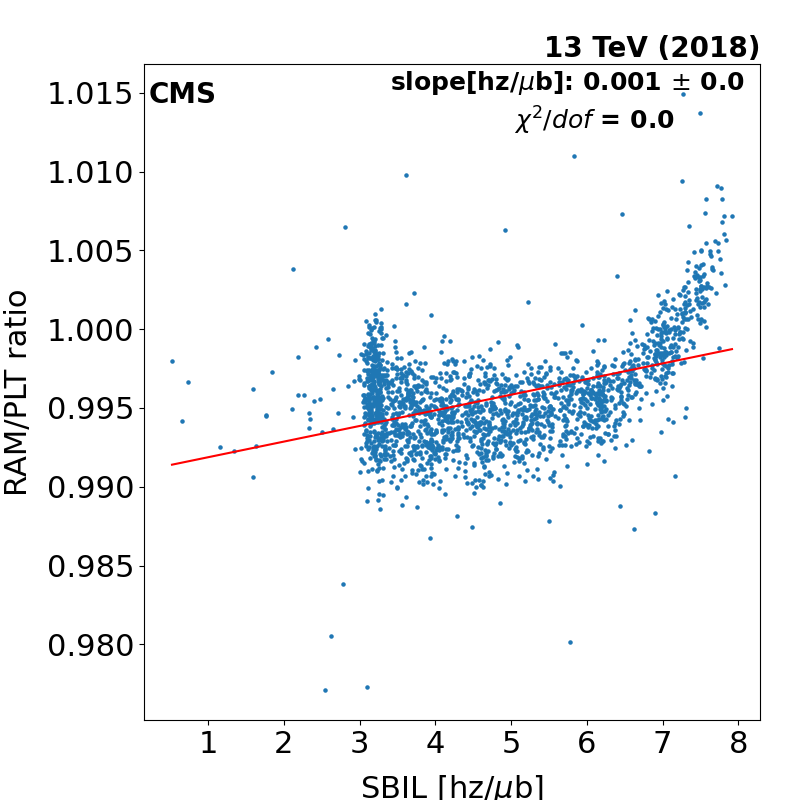 13 TeV (2018)
CMS
slope[hz/μb]: 0.001 ± 0.0
χ²/dof = 0.0
RAM/PLT ratio
1.015
1.010
1.005
1.000
0.995
0.990
0.985
0.980
1 2 3 4 5 6 7 8
SBIL [hz/μb]